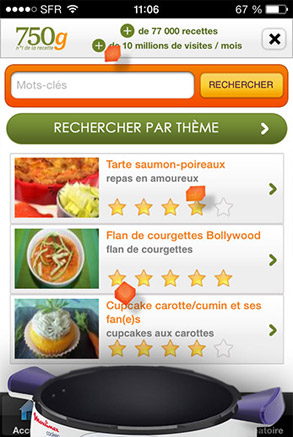 SFR 11:06 67 %
750g
n°1 de la recette
+ de 77 000 recettes
+ de 10 millions de visites / mois
Mots-clés
RECHERCHER
RECHERCHER PAR THÈME
Tarte saumon-poireaux
repas en amoureux
Flan de courgettes Bollywood
flan de courgettes
Cupcake carotte/cumin et ses
fan(e)s
cupcakes aux carottes
Moulinex
Acc
atoire